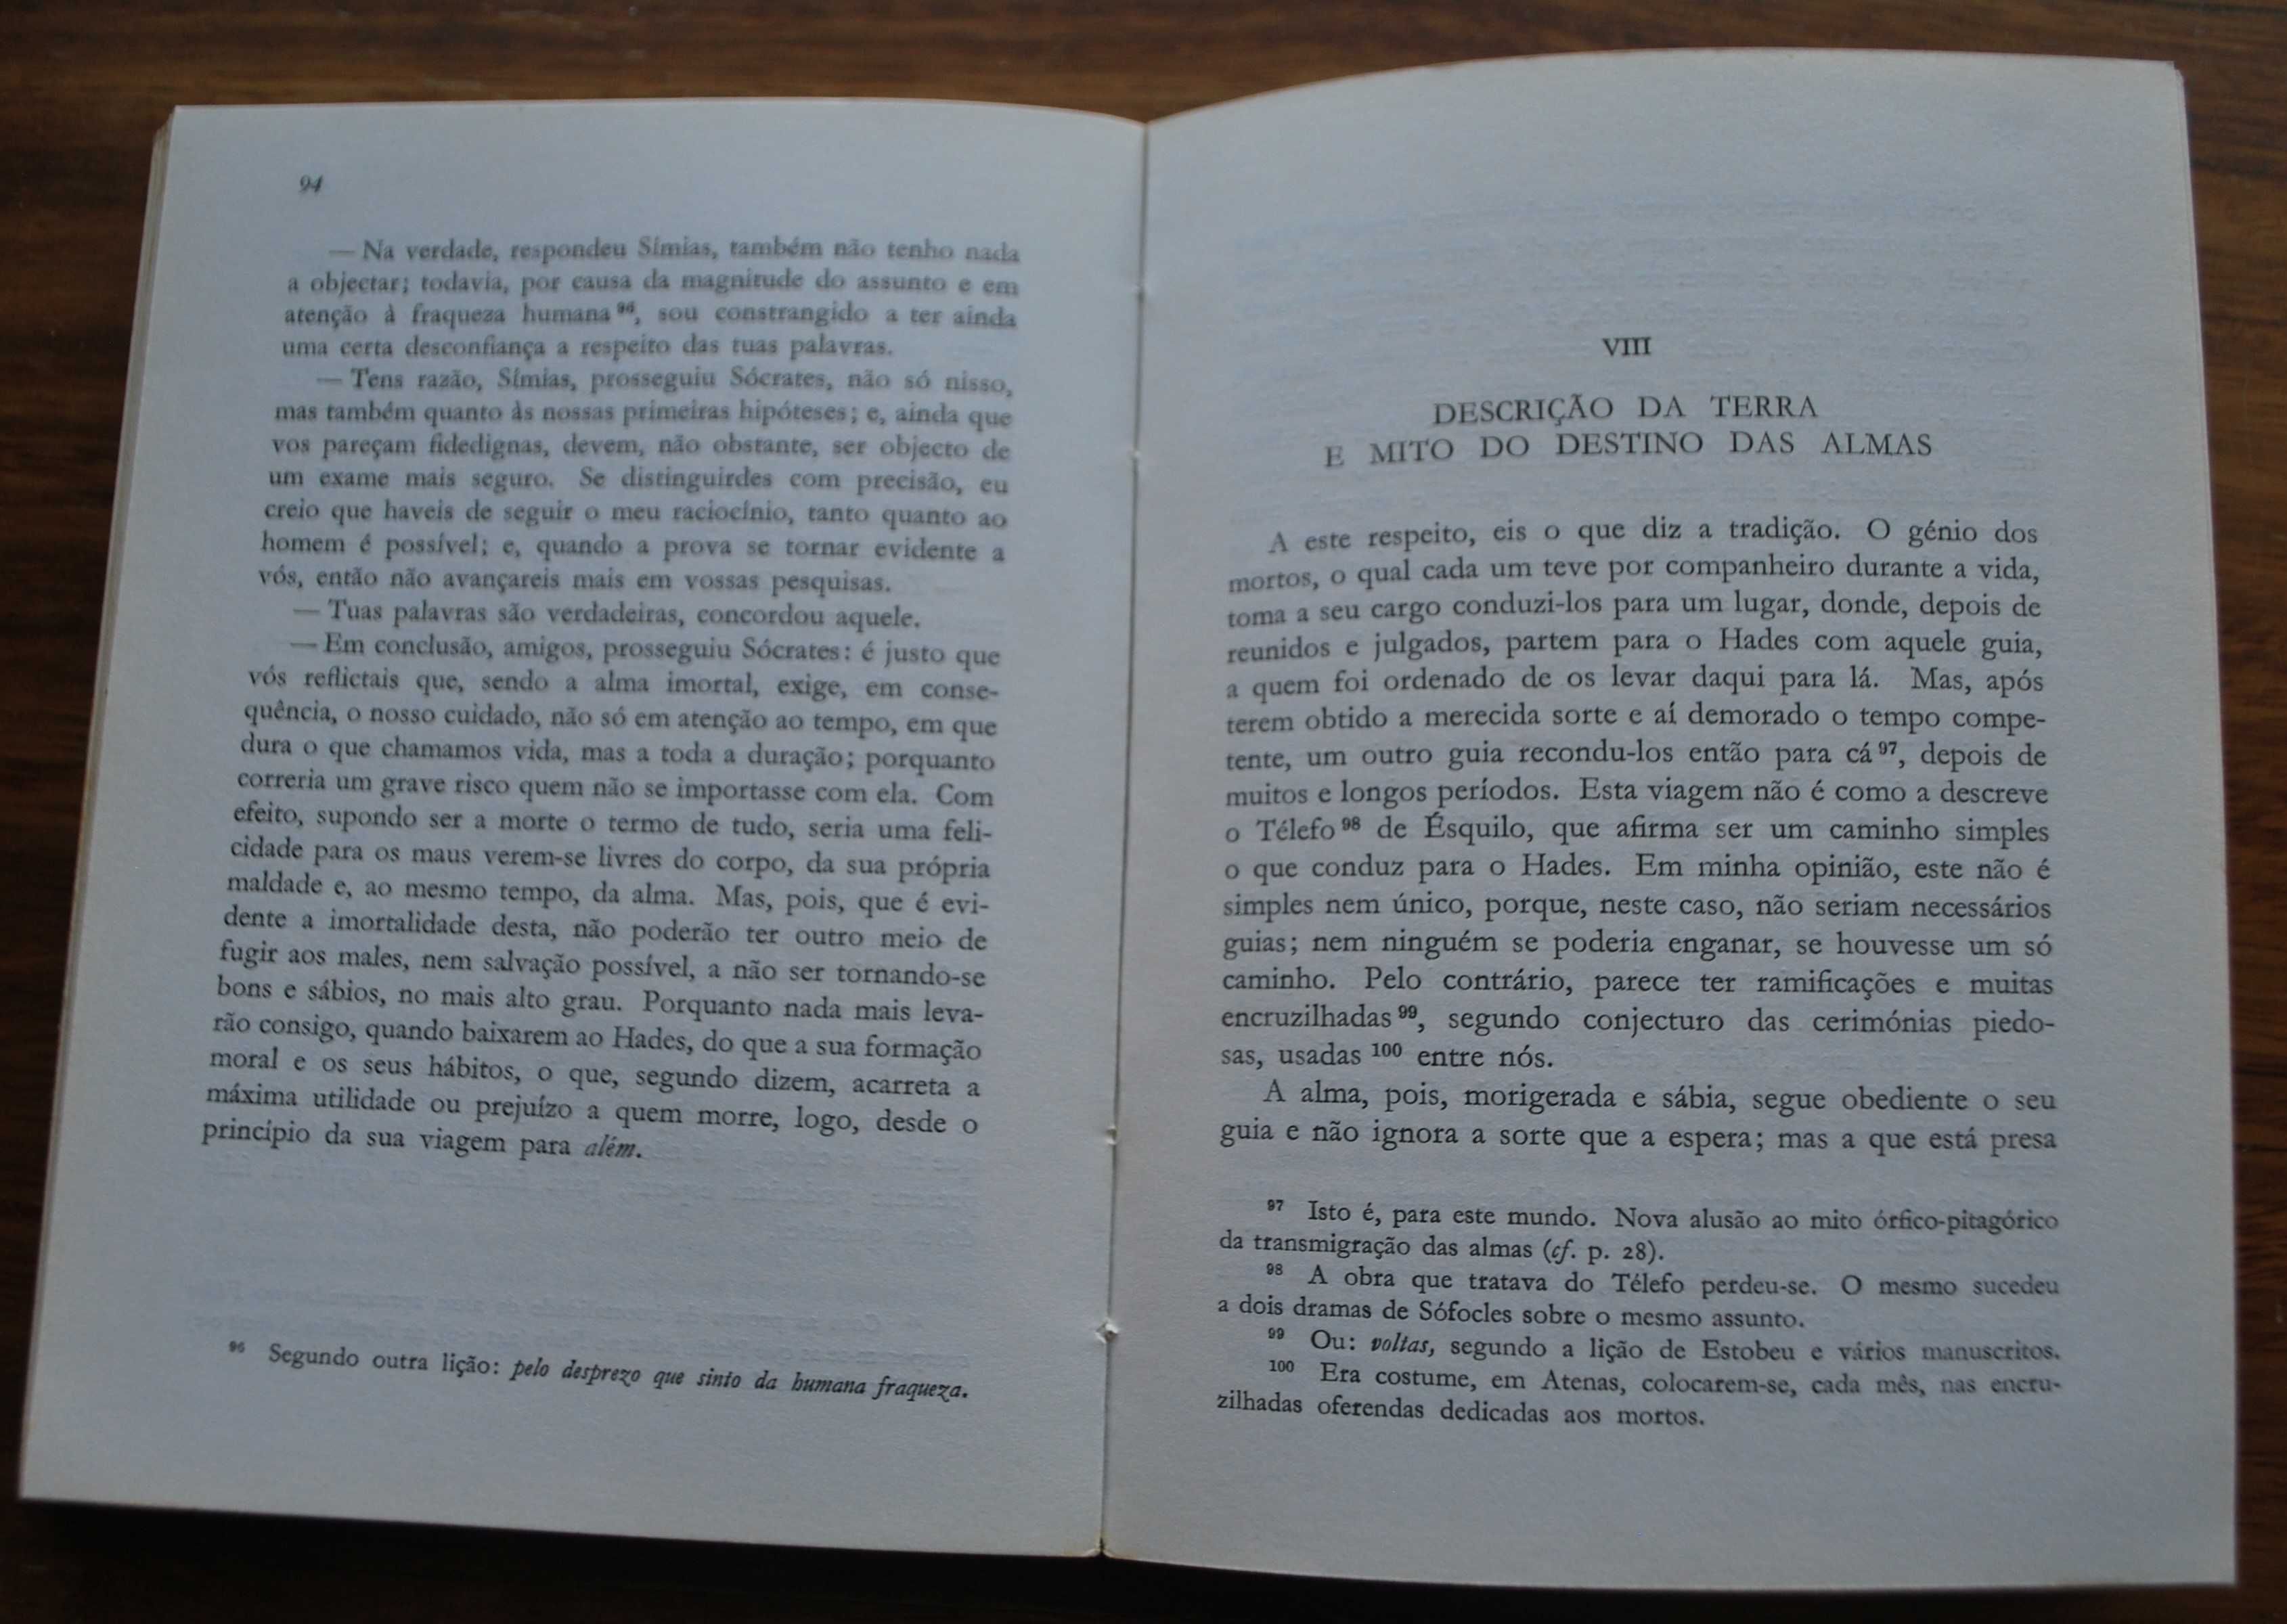 94
— Na verdade, respondeu Símias, também não tenho nada
a objectar; todavia, por causa da magnitude do assunto e em
atenção à fraqueza humana ⁹⁶, sou constrangido a ter ainda
uma certa desconfiança a respeito das tuas palavras.
— Tens razão, Símias, prosseguiu Sócrates, não só nisso,
mas também quanto às nossas primeiras hipóteses; e, ainda que
vos pareçam fidedignas, devem, não obstante, ser objecto de
um exame mais seguro. Se distinguirdes com precisão, eu
creio que haveis de seguir o meu raciocínio, tanto quanto ao
homem é possível; e, quando a prova se tornar evidente a
vós, então não avançareis mais em vossas pesquisas.
— Tuas palavras são verdadeiras, concordou aquele.
— Em conclusão, amigos, prosseguiu Sócrates: é justo que
vós reflictais que, sendo a alma imortal, exige, em conse-
quência, o nosso cuidado, não só em atenção ao tempo, em que
dura o que chamamos vida, mas a toda a duração; porquanto
correria um grave risco quem não se importasse com ela. Com
efeito, supondo ser a morte o termo de tudo, seria uma feli-
cidade para os maus verem-se livres do corpo, da sua própria
maldade e, ao mesmo tempo, da alma. Mas, pois, que é evi-
dente a imortalidade desta, não poderão ter outro meio de
fugir aos males, nem salvação possível, a não ser tornando-se
bons e sábios, no mais alto grau. Porquanto nada mais leva-
rão consigo, quando baixarem ao Hades, do que a sua formação
moral e os seus hábitos, o que, segundo dizem, acarreta a
máxima utilidade ou prejuízo a quem morre, logo, desde o
princípio da sua viagem para além.
⁹⁶ Segundo outra lição: pelo desprezo que sinto da humana fraqueza.
VIII
DESCRIÇÃO DA TERRA
E MITO DO DESTINO DAS ALMAS
A este respeito, eis o que diz a tradição. O génio dos
mortos, o qual cada um teve por companheiro durante a vida,
toma a seu cargo conduzi-los para um lugar, donde, depois de
reunidos e julgados, partem para o Hades com aquele guia,
a quem foi ordenado de os levar daqui para lá. Mas, após
terem obtido a merecida sorte e aí demorado o tempo compe-
tente, um outro guia recondu-los então para cá ⁹⁷, depois de
muitos e longos períodos. Esta viagem não é como a descreve
o Télefo ⁹⁸ de Ésquilo, que afirma ser um caminho simples
o que conduz para o Hades. Em minha opinião, este não é
simples nem único, porque, neste caso, não seriam necessários
guias; nem ninguém se poderia enganar, se houvesse um só
caminho. Pelo contrário, parece ter ramificações e muitas
encruzilhadas ⁹⁹, segundo conjecturo das cerimónias piedo-
sas, usadas ¹⁰⁰ entre nós.
A alma, pois, morigerada e sábia, segue obediente o seu
guia e não ignora a sorte que a espera; mas a que está presa
⁹⁷ Isto é, para este mundo. Nova alusão ao mito órfico-pitagórico
da transmigração das almas (cf. p. 28).
⁹⁸ A obra que tratava do Télefo perdeu-se. O mesmo sucedeu
a dois dramas de Sófocles sobre o mesmo assunto.
⁹⁹ Ou: voltas, segundo a lição de Estobeu e vários manuscritos.
¹⁰⁰ Era costume, em Atenas, colocarem-se, cada mês, nas encru-
zilhadas oferendas dedicadas aos mortos.